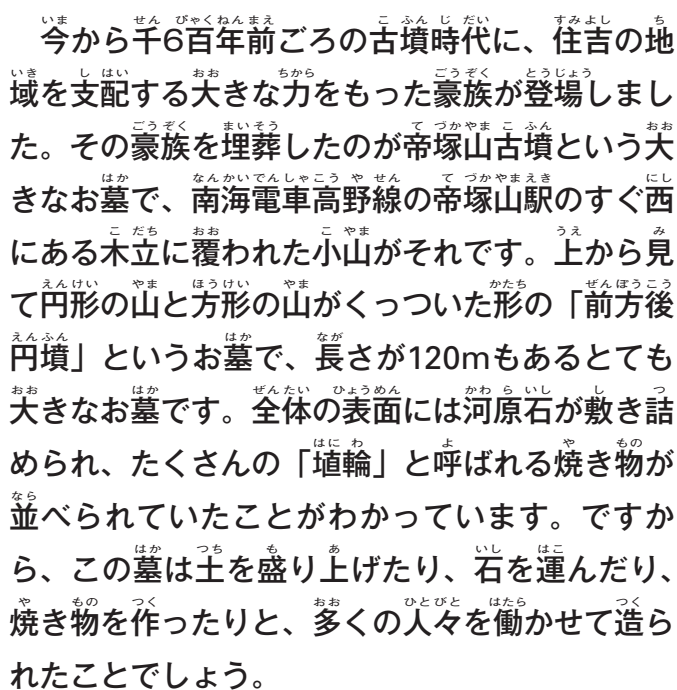 今から千6百年前ごろの古墳時代に、住吉の地
域を支配する大きな力をもった豪族が登場しまし
た。その豪族を埋葬したのが帝塚山古墳という大
きなお墓で、南海電車高野線の帝塚山駅のすぐ西
にある木立に覆われた小山がそれです。上から見
て円形の山と方形の山がくっついた形の「前方後
円墳」というお墓で、長さが120mもあるとても
大きなお墓です。全体の表面には河原石が敷き詰
められ、たくさんの「埴輪」と呼ばれる焼き物が
並べられていたことがわかっています。ですか
ら、この墓は土を盛り上げたり、石を運んだり、
焼き物を作ったりと、多くの人々を働かせて造ら
れたことでしょう。